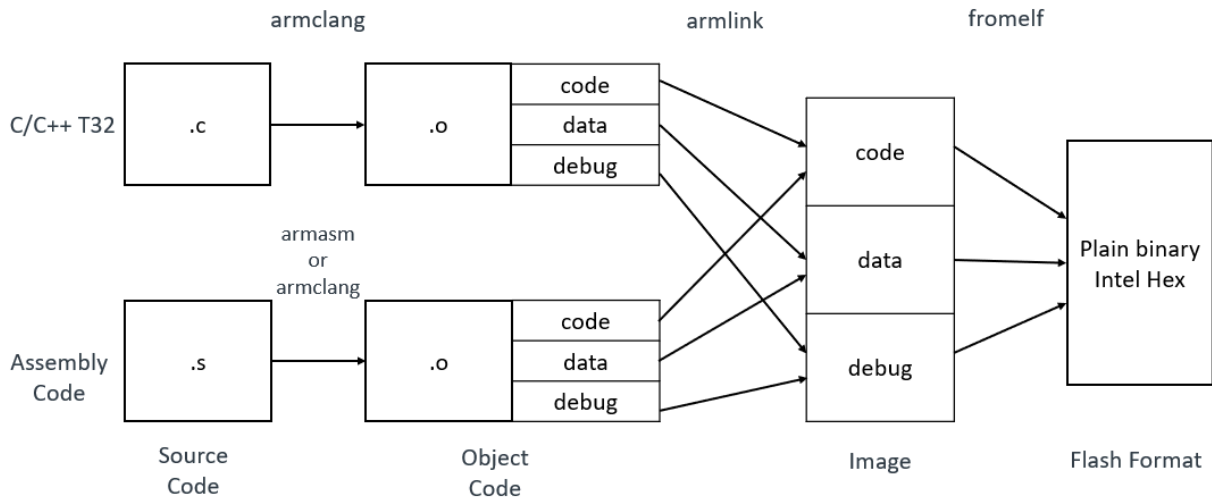 armclang
armlink
fromelf
C/C++ T32
.c
.o
code
data
debug
armasm
or
armclang
Assembly
Code
.s
.o
code
data
debug
code
data
debug
Plain binary
Intel Hex
Source
Code
Object
Code
Image
Flash Format